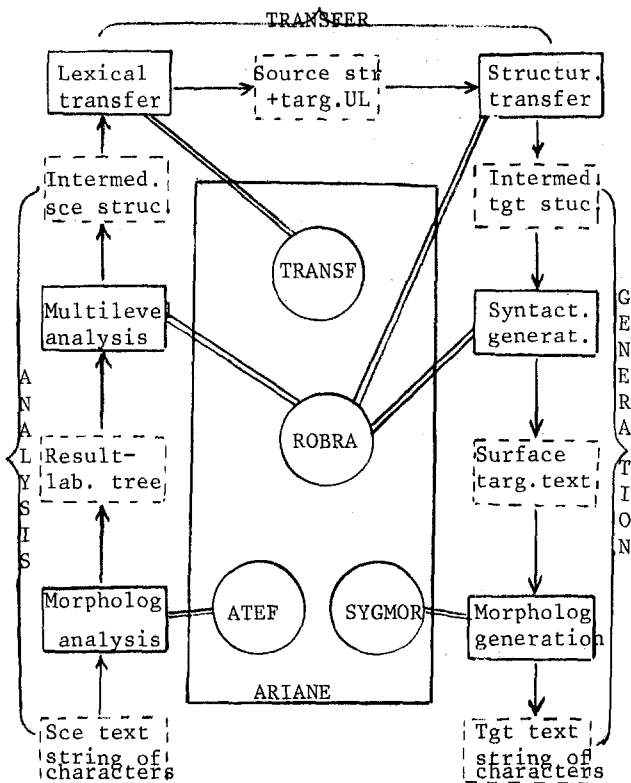 TRANSFER
Lexical
transfer
Source str
+targ.UL
Structur.
transfer
Intermed.
sce struc.
Intermed
tgt stuc.
TRANSF
Multilevel
analysis
Syntact.
generat.
ROBRA
ANALYSIS
GENERATION
Result-
lab. tree
Surface
targ.text
Morpholog
analysis
ATEF
SYGMOR
Morpholog
generation
ARIANE
Sce text
string of
characters
Tgt text
string of
characters